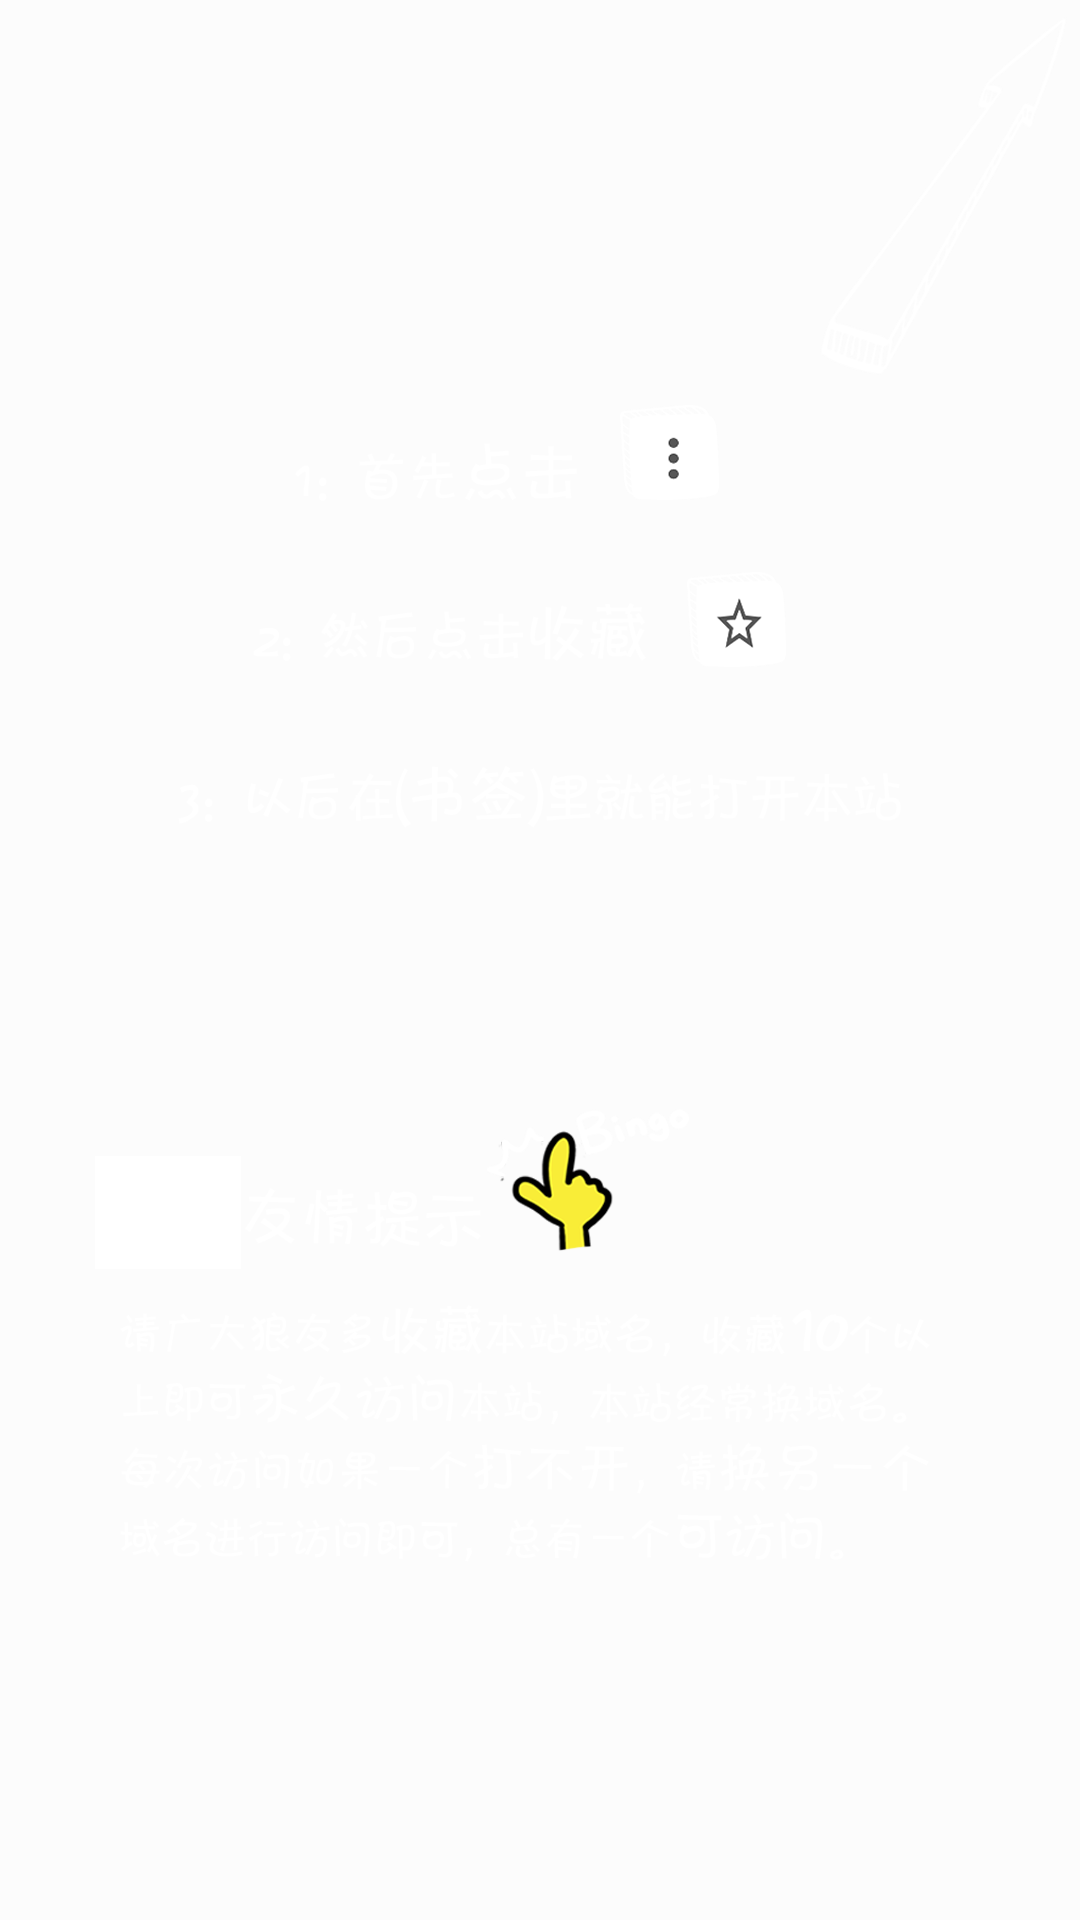 1: 首先点击
2: 然后点击收藏
3: 以后在(书签)里就能打开本站
Bingo
友情提示
请广大狼友多收藏本站域名，收藏10个以
上即可永久访问本站，本站经常换域名。
每次访问如果一个打不开，请换另一个
域名进行访问即可，总有一个可访问。